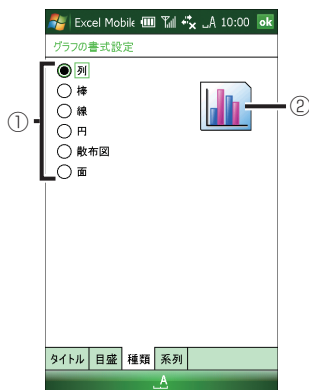 Excel Mobile A 10:00 ok
グラフの書式設定
列
棒
線
円
散布図
面
①
②
タイトル 目盛 種類 系列
A